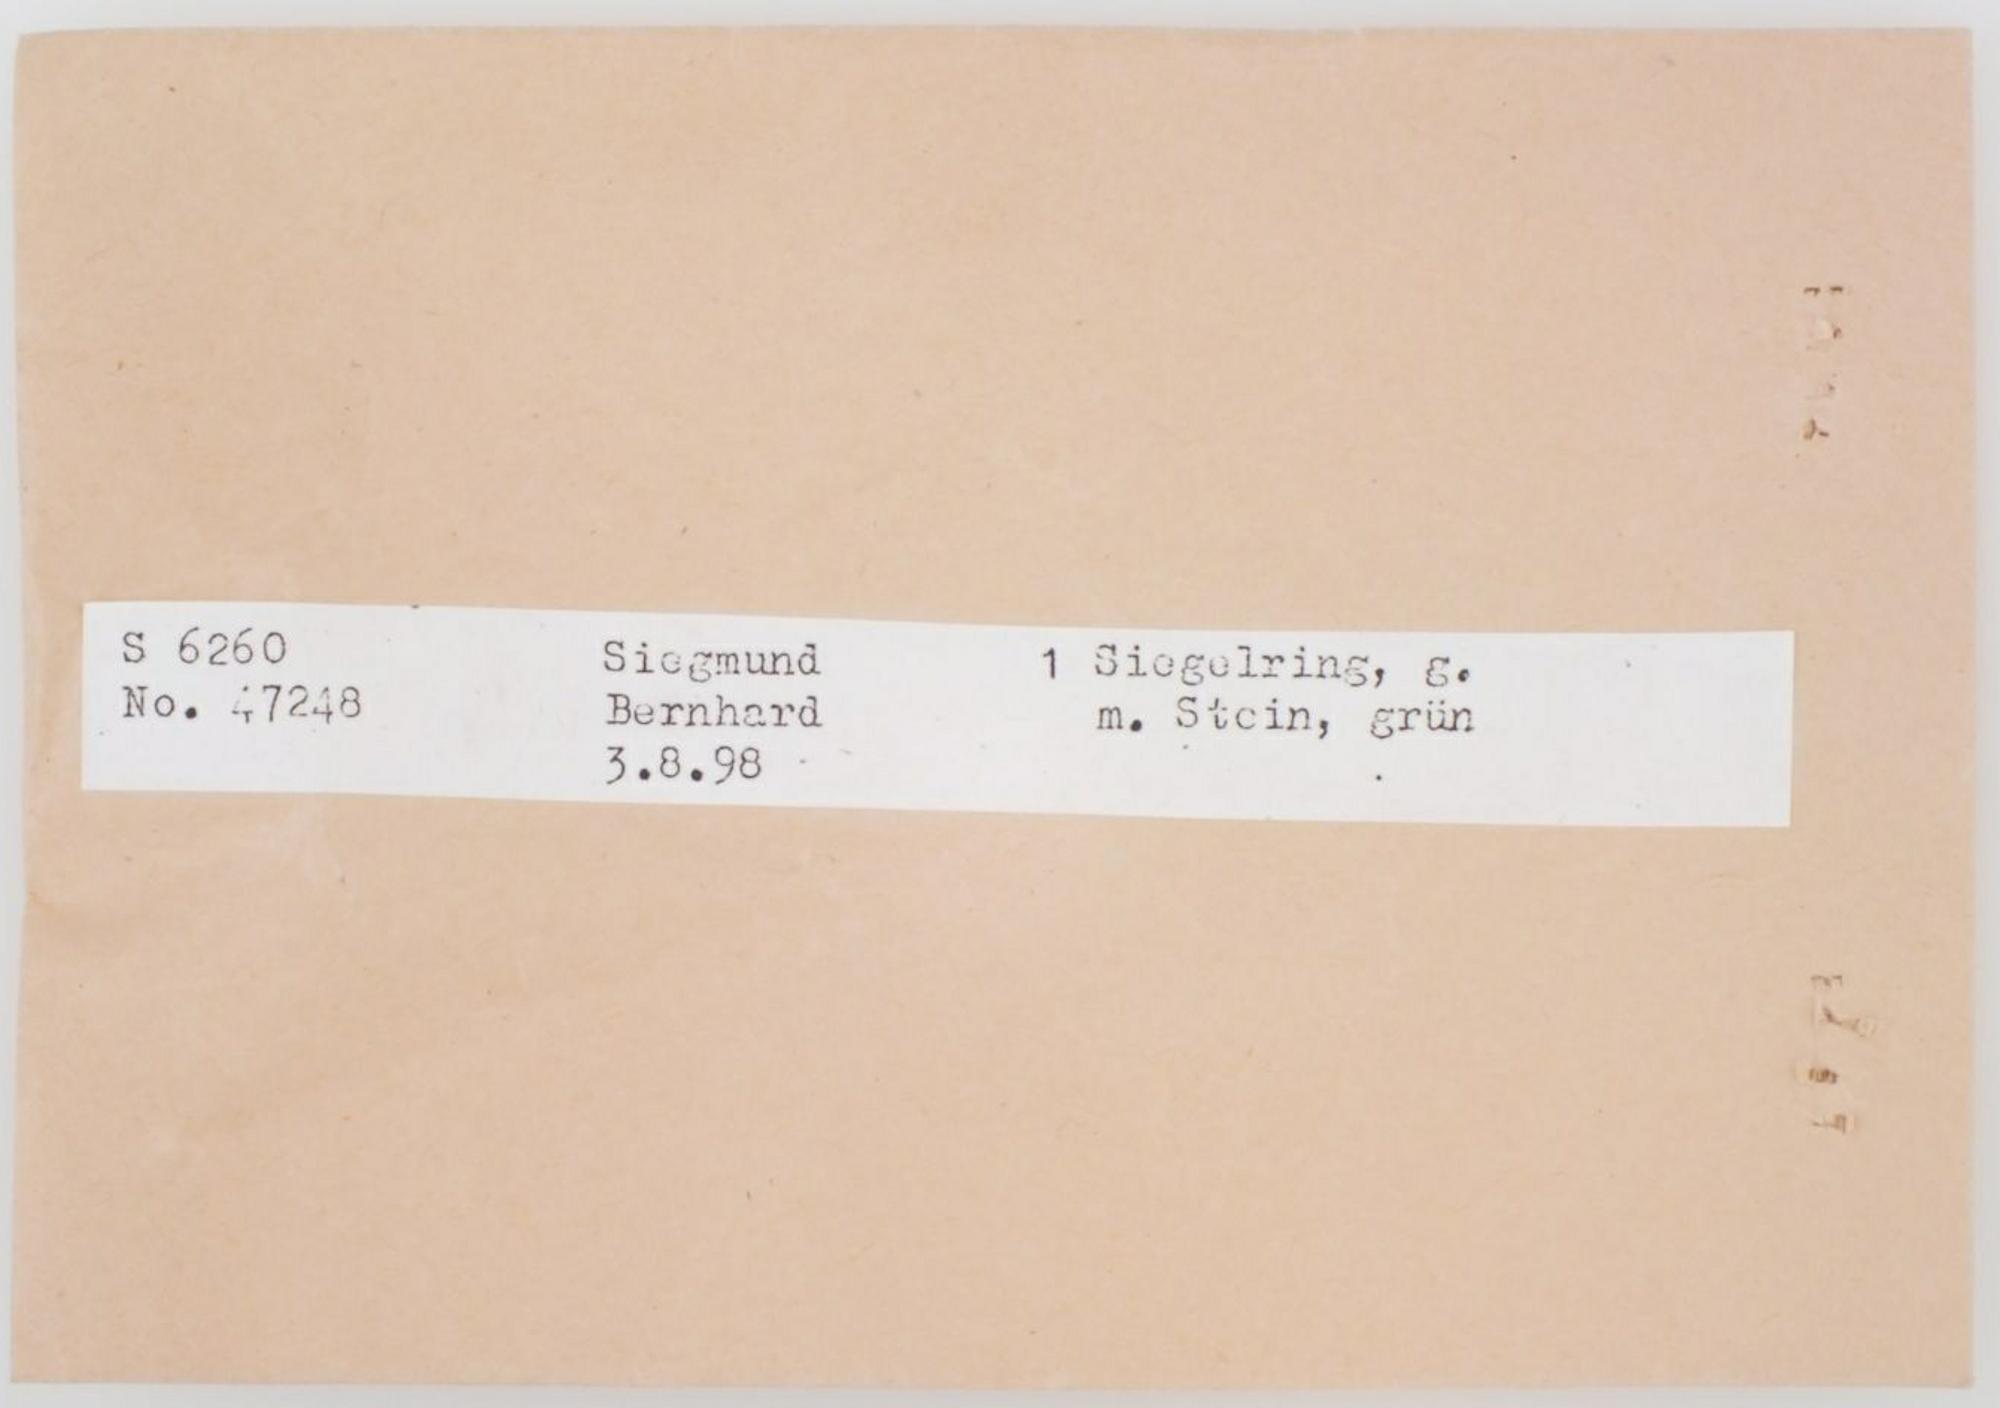 S 6260
No. 47248
Siegmund
Bernhard
3.8.98
1 Siegelring, g.
m. Stein, grün